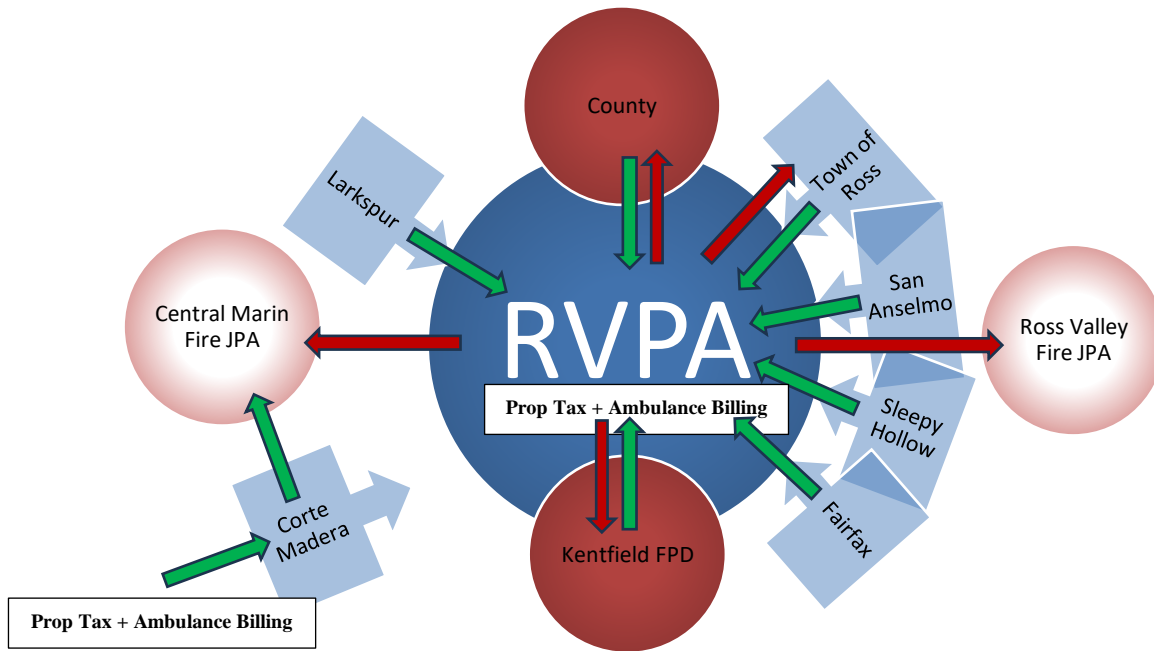 County
Town of
Ross
Larkspur
San
Anselmo
Central Marin
Fire JPA
RVPA
Ross Valley
Fire JPA
Prop Tax + Ambulance Billing
Sleepy
Hollow
Corte
Madera
Fairfax
Kentfield FPD
Prop Tax + Ambulance Billing